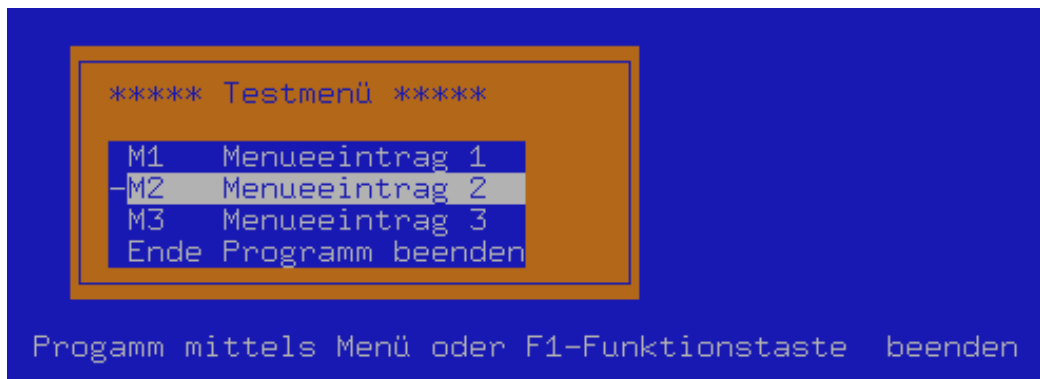 ***** Testmenü *****
M1 Menueeintrag 1
-M2 Menueeintrag 2
M3 Menueeintrag 3
Ende Programm beenden
Progamm mittels Menü oder F1-Funktionstaste beenden